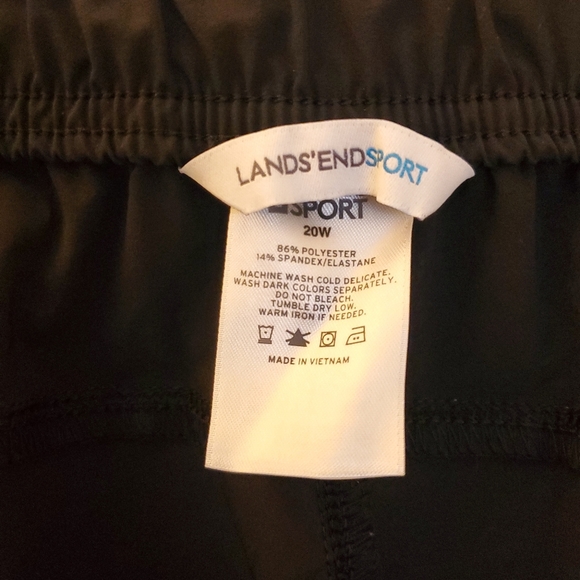 LANDS'ENDSPORT
SPORT
20W
86% POLYESTER
14% SPANDEX/ELASTANE
MACHINE WASH COLD DELICATE.
WASH DARK COLORS SEPARATELY.
DO NOT BLEACH.
TUMBLE DRY LOW.
WARM IRON IF NEEDED.
MADE IN VIETNAM